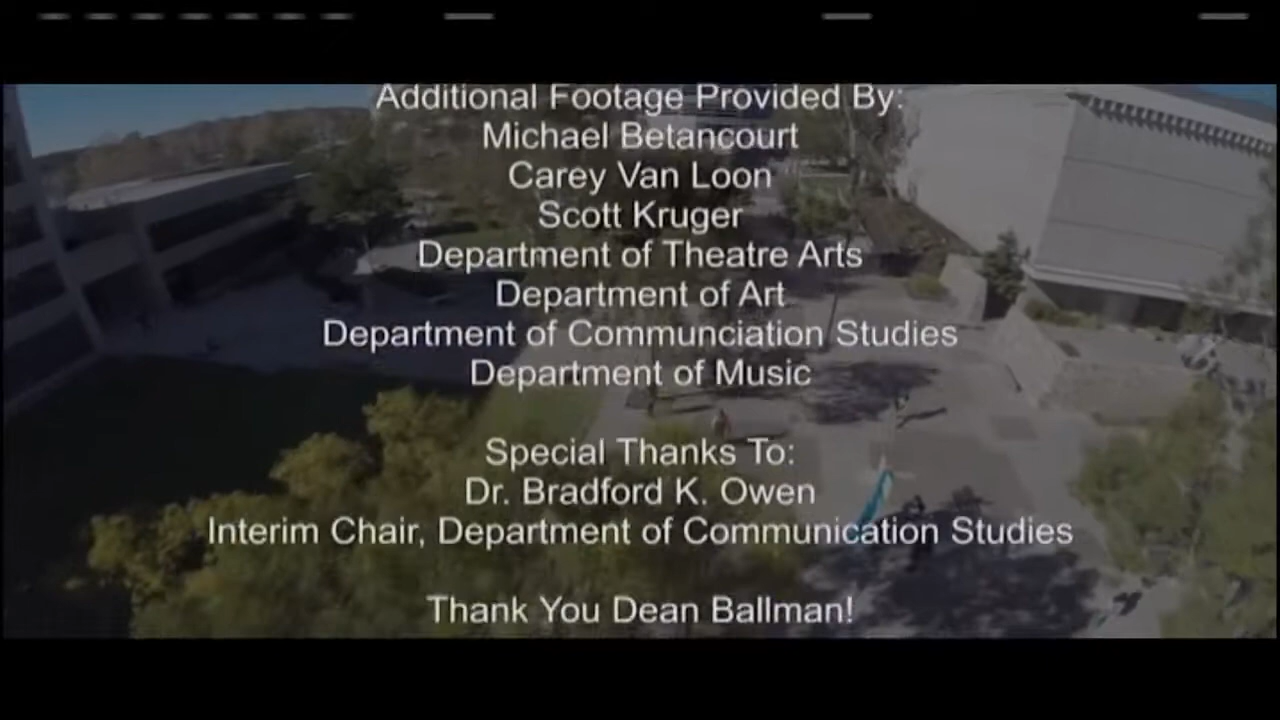 Additional Footage Provided By:
Michael Betancourt
Carey Van Loon
Scott Kruger
Department of Theatre Arts
Department of Art
Department of Communciation Studies
Department of Music
Special Thanks To:
Dr. Bradford K. Owen
Interim Chair, Department of Communication Studies
Thank You Dean Ballman!